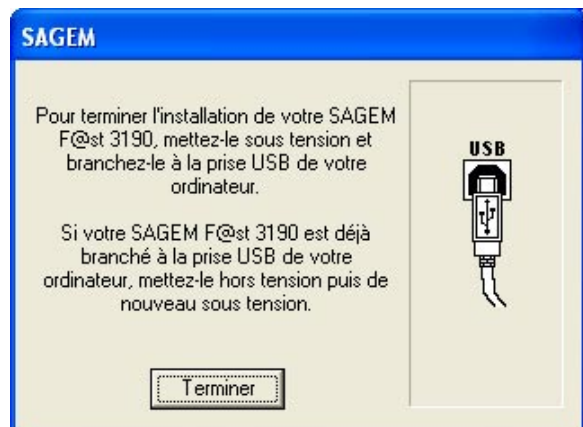 SAGEM
Pour terminer l'installation de votre SAGEM
F@st 3190, mettez-le sous tension et
branchez-le à la prise USB de votre
ordinateur.
Si votre SAGEM F@st 3190 est déjà
branché à la prise USB de votre
ordinateur, mettez-le hors tension puis de
nouveau sous tension.
USB
Terminer